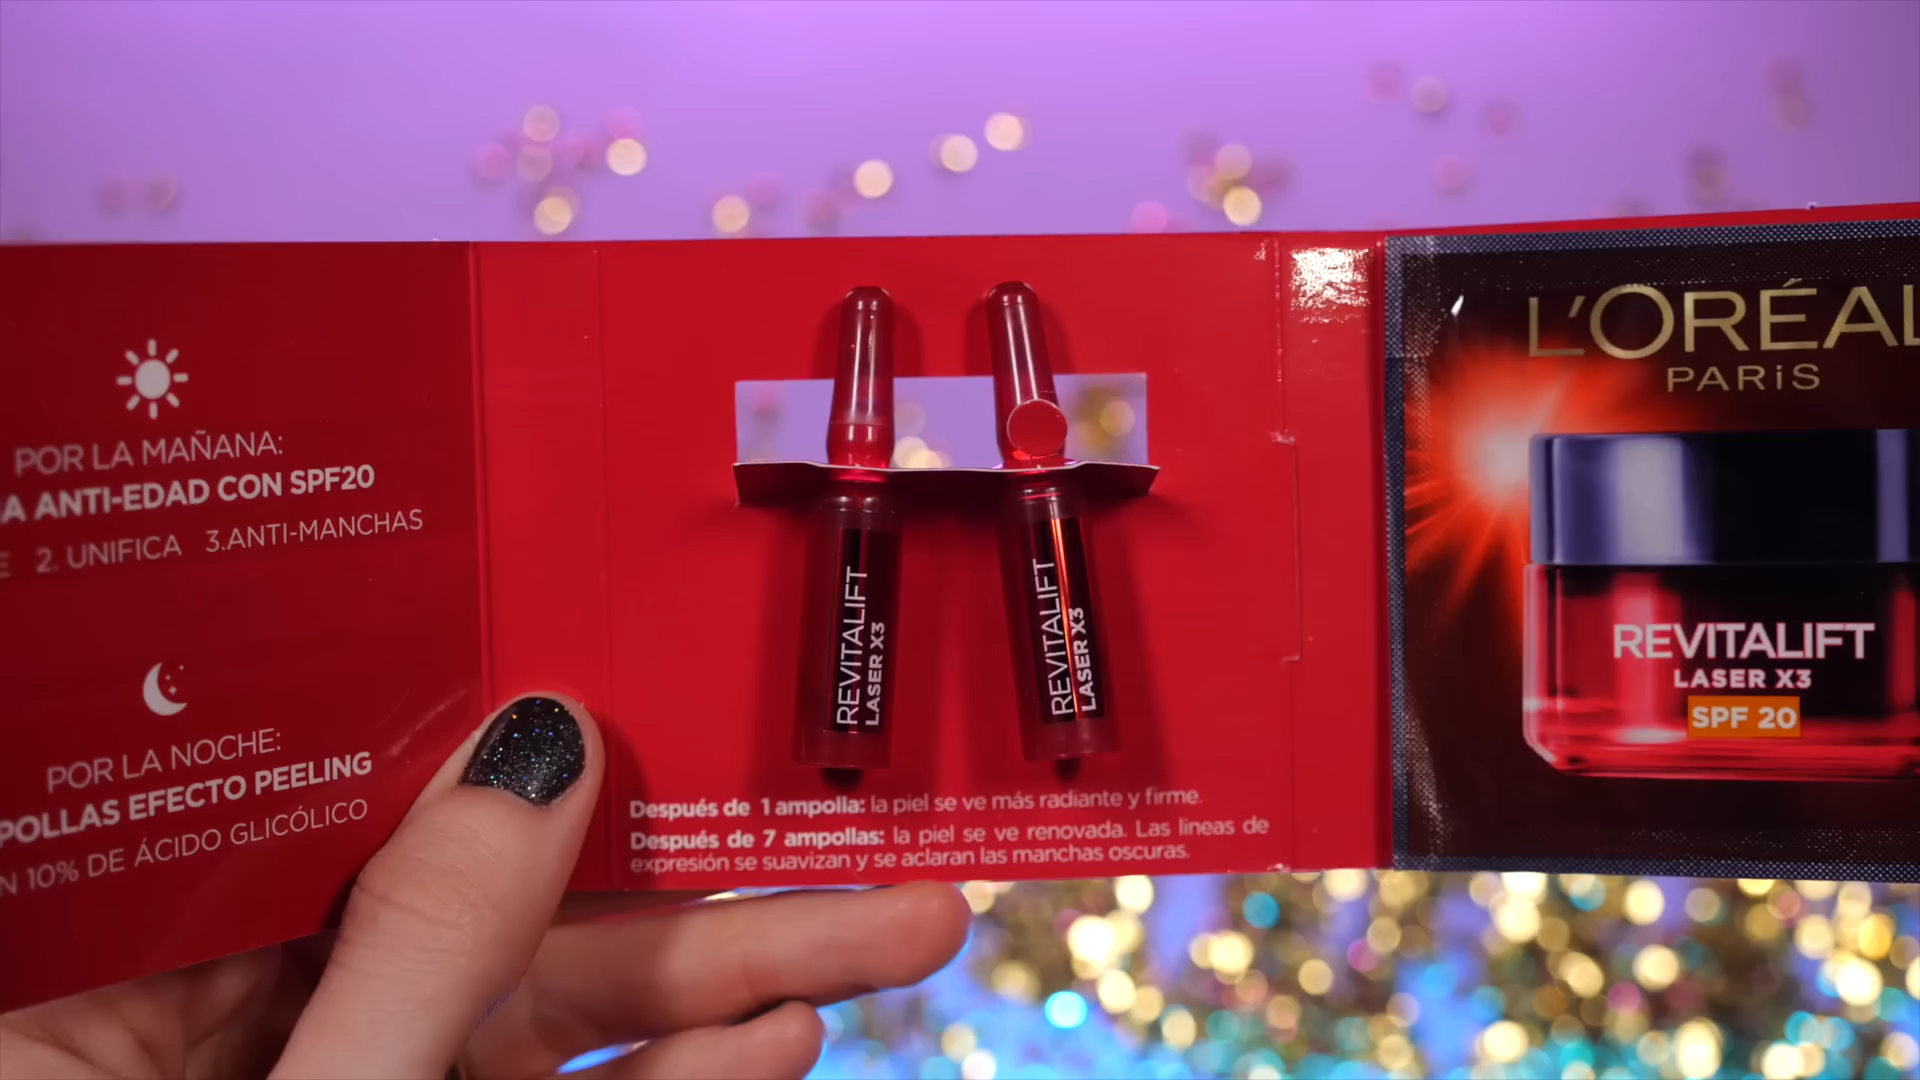 POR LA MAÑANA:
ANTI-EDAD CON SPF20
2. UNIFICA 3.ANTI-MANCHAS
POR LA NOCHE:
EFECTO PEELING
10% DE ÁCIDO GLICÓLICO
REVITALIFT
LASER X3
REVITALIFT
LASER X3
Después de 1 ampolla: la piel se ve más radiante y firme.
Después de 7 ampollas: la piel se ve renovada. Las lineas de
expresión se suavizan y se aclaran las manchas oscuras.
L'ORÉAL
PARIS
REVITALIFT
LASER X3
SPF 20